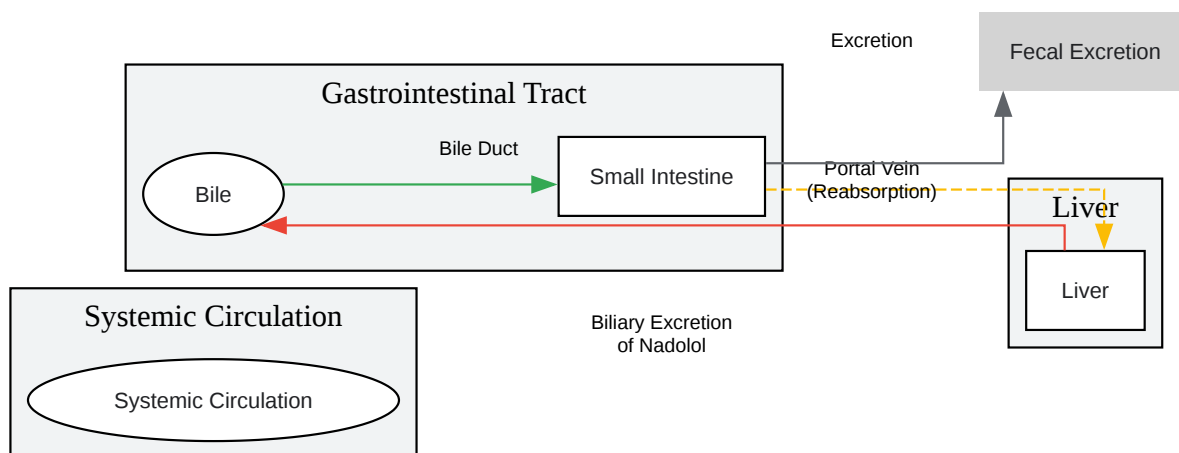 Excretion
Fecal Excretion
Gastrointestinal Tract
Bile Duct
Small Intestine
Bile
Portal Vein
(Reabsorption)
Liver
Liver
Systemic Circulation
Biliary Excretion
of Nadolol
Systemic Circulation